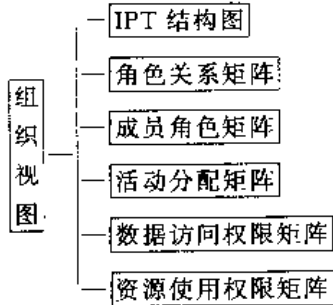 组织视图
IPT 结构图
角色关系矩阵
成员角色矩阵
活动分配矩阵
数据访问权限矩阵
资源使用权限矩阵